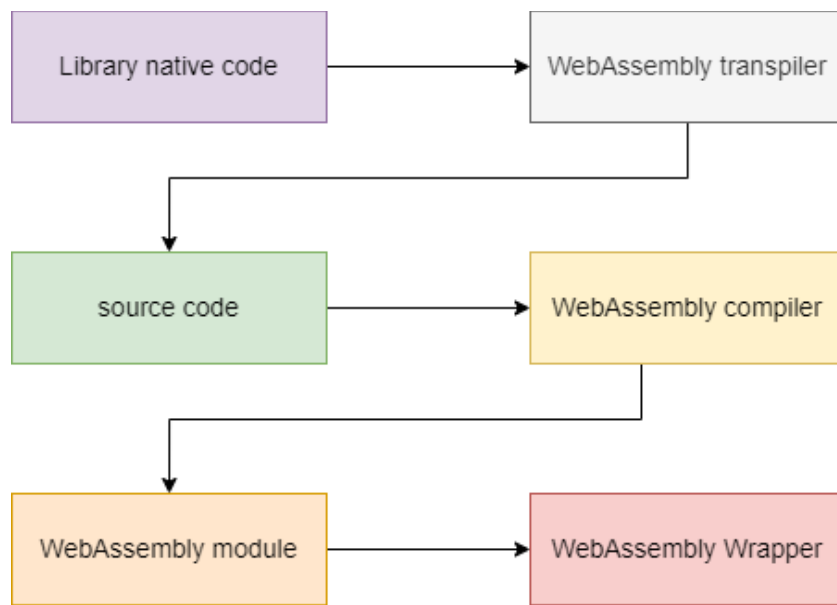 Library native code
WebAssembly transpiler
source code
WebAssembly compiler
WebAssembly module
WebAssembly Wrapper